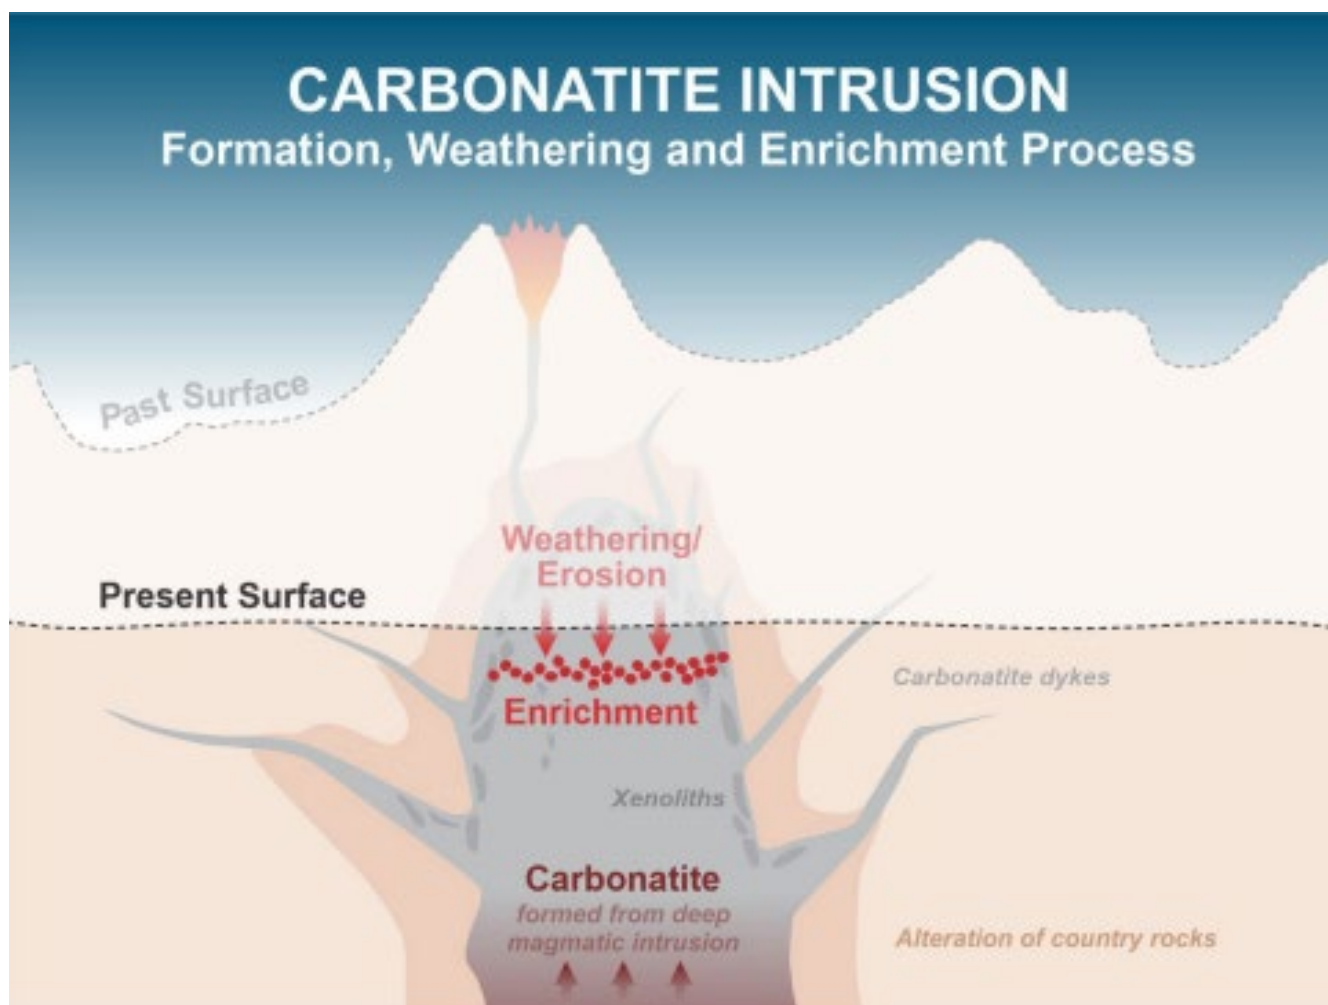 CARBONATITE INTRUSION
Formation, Weathering and Enrichment Process
Past Surface
Weathering/
Erosion
Present Surface
Carbonatite dykes
Enrichment
Xenoliths
Carbonatite
formed from deep
magmatic intrusion
Alteration of country rocks